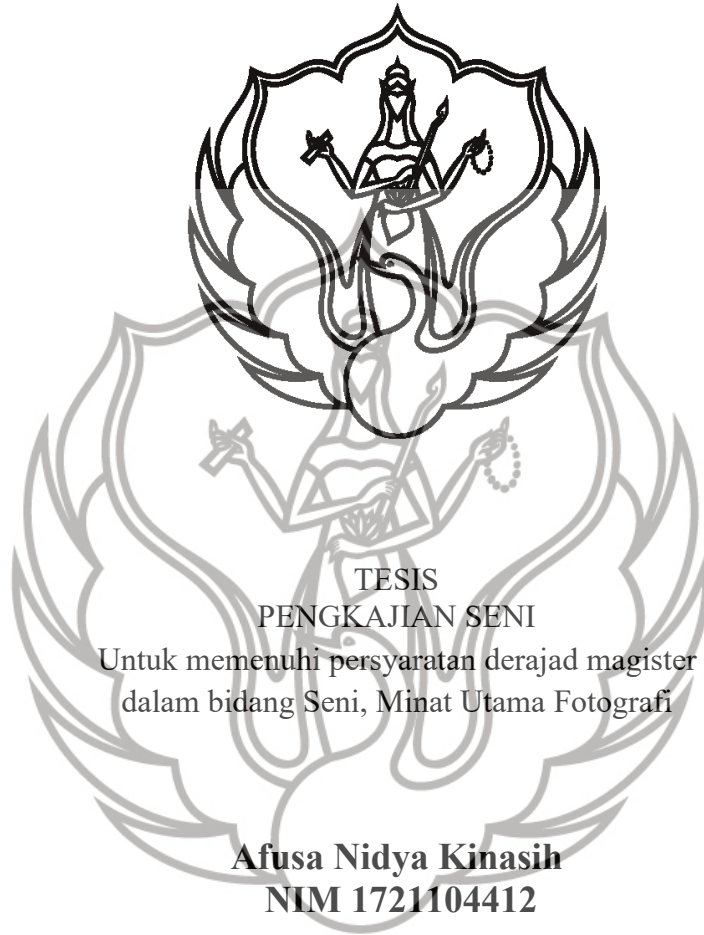 TESIS
PENGKAJIAN SENI
Untuk memenuhi persyaratan derajad magister
dalam bidang Seni, Minat Utama Fotografi
Afusa Nidya Kinasih
NIM 1721104412